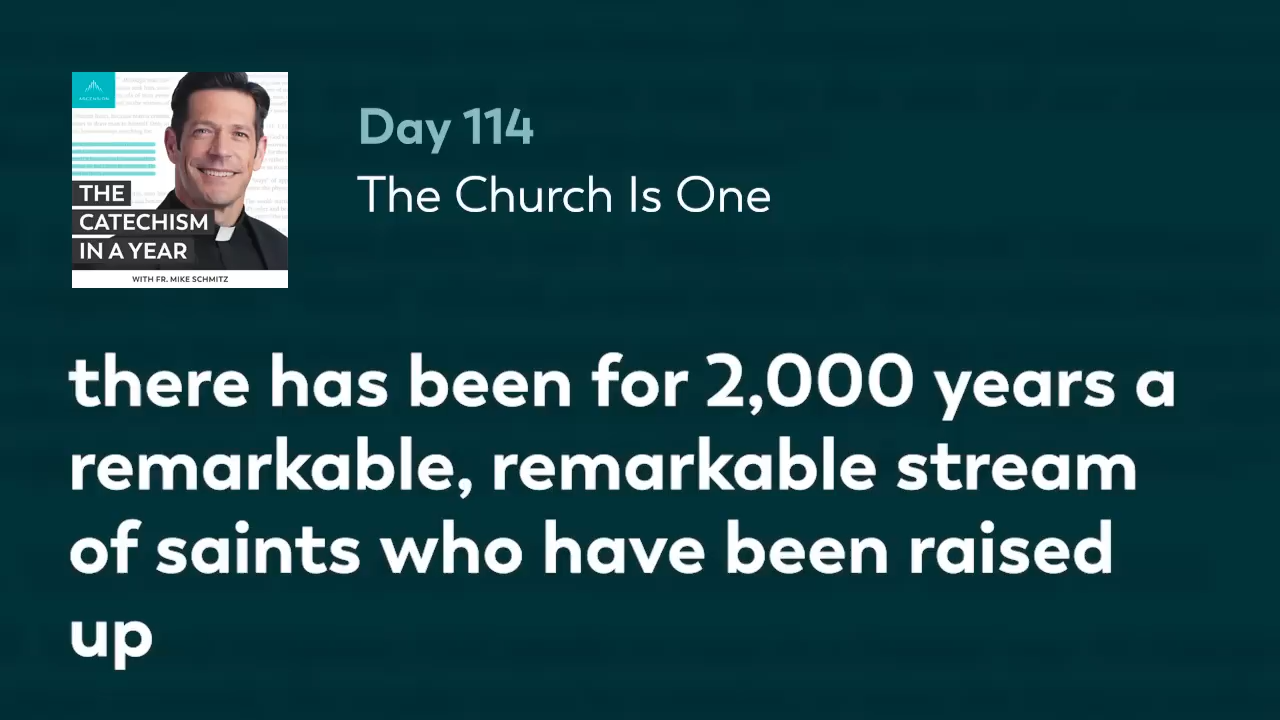 ASCENSION
THE
CATECHISM
IN A YEAR
WITH FR. MIKE SCHMITZ
Day 114
The Church Is One
there has been for 2,000 years a
remarkable, remarkable stream
of saints who have been raised
up